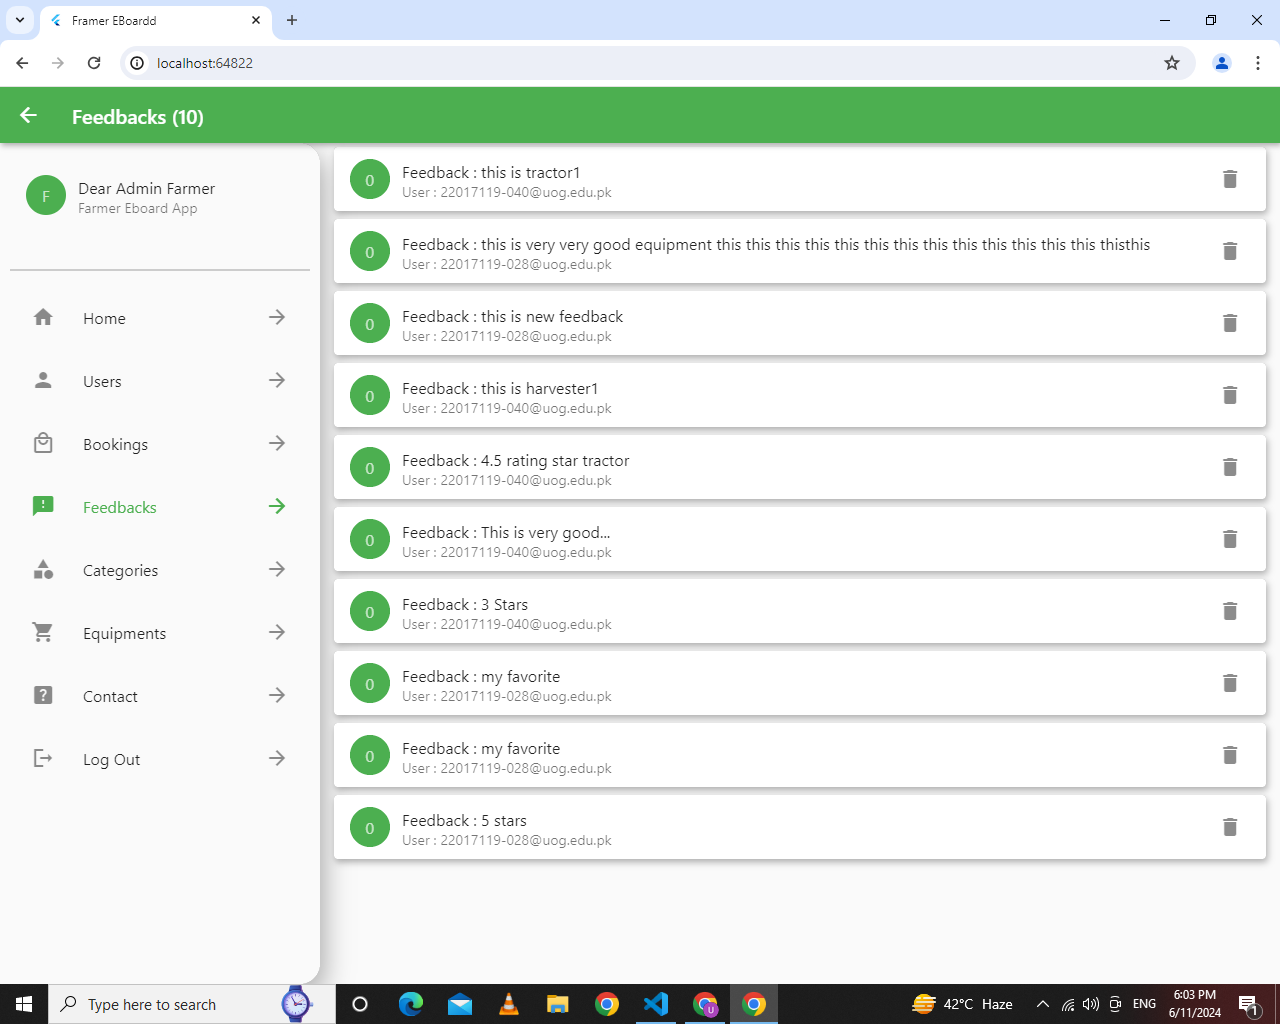 Framer EBoardd
localhost:64822
Feedbacks (10)
F
Dear Admin Farmer
Farmer Eboard App
Home
Users
Bookings
Feedbacks
Categories
Equipments
Contact
Log Out
0
Feedback : this is tractor1
User : 22017119-040@uog.edu.pk
0
Feedback : this is very very good equipment this this this this this this this this this this this this this thisthis
User : 22017119-028@uog.edu.pk
0
Feedback : this is new feedback
User : 22017119-028@uog.edu.pk
0
Feedback : this is harvester1
User : 22017119-040@uog.edu.pk
0
Feedback : 4.5 rating star tractor
User : 22017119-040@uog.edu.pk
0
Feedback : This is very good...
User : 22017119-040@uog.edu.pk
0
Feedback : 3 Stars
User : 22017119-040@uog.edu.pk
0
Feedback : my favorite
User : 22017119-028@uog.edu.pk
0
Feedback : my favorite
User : 22017119-028@uog.edu.pk
0
Feedback : 5 stars
User : 22017119-028@uog.edu.pk
Type here to search
U
42°C Haze
ENG
6:03 PM
6/11/2024
1